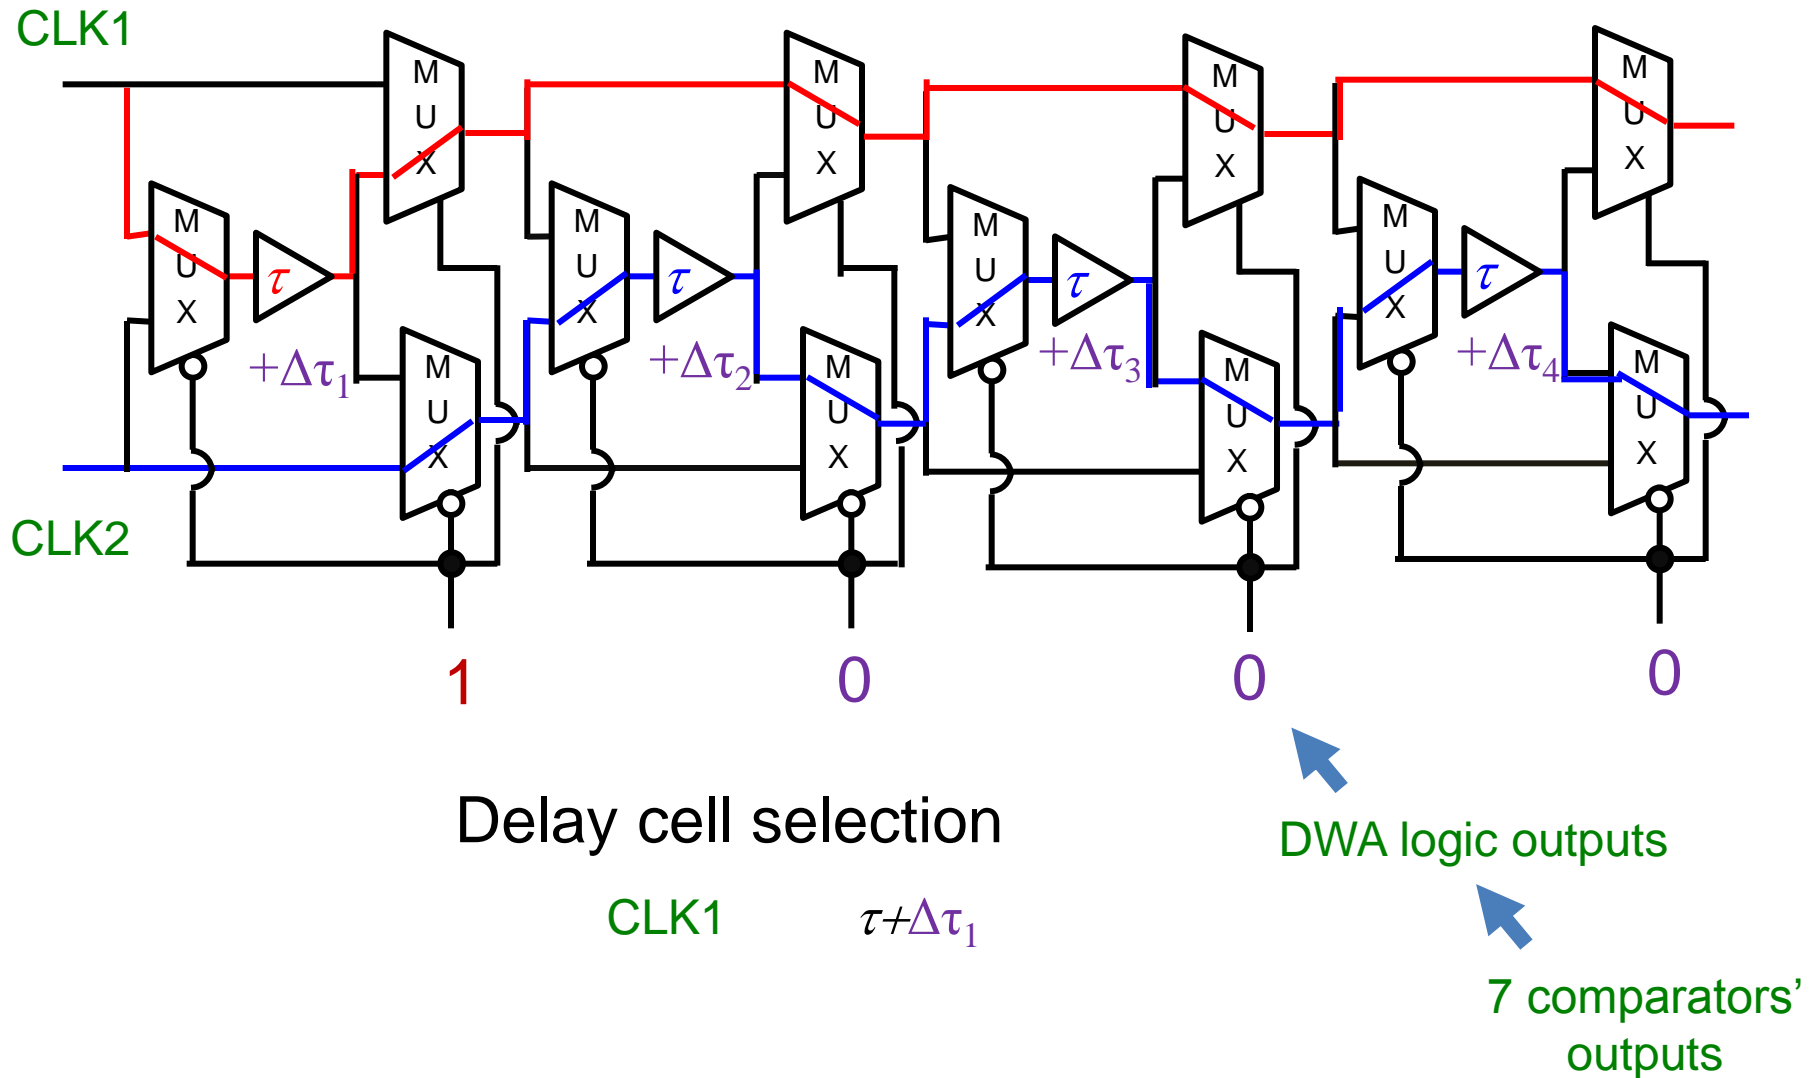 CLK1
M
U
X
M
U
X
M
U
X
M
U
X
M
U
X
τ
M
U
X
τ
M
U
X
τ
M
U
X
τ
+Δτ1
+Δτ2
+Δτ3
+Δτ4
M
U
X
M
U
X
M
U
X
M
U
X
CLK2
1
0
0
0
Delay cell selection
DWA logic outputs
CLK1 τ+Δτ1
7 comparators’
outputs